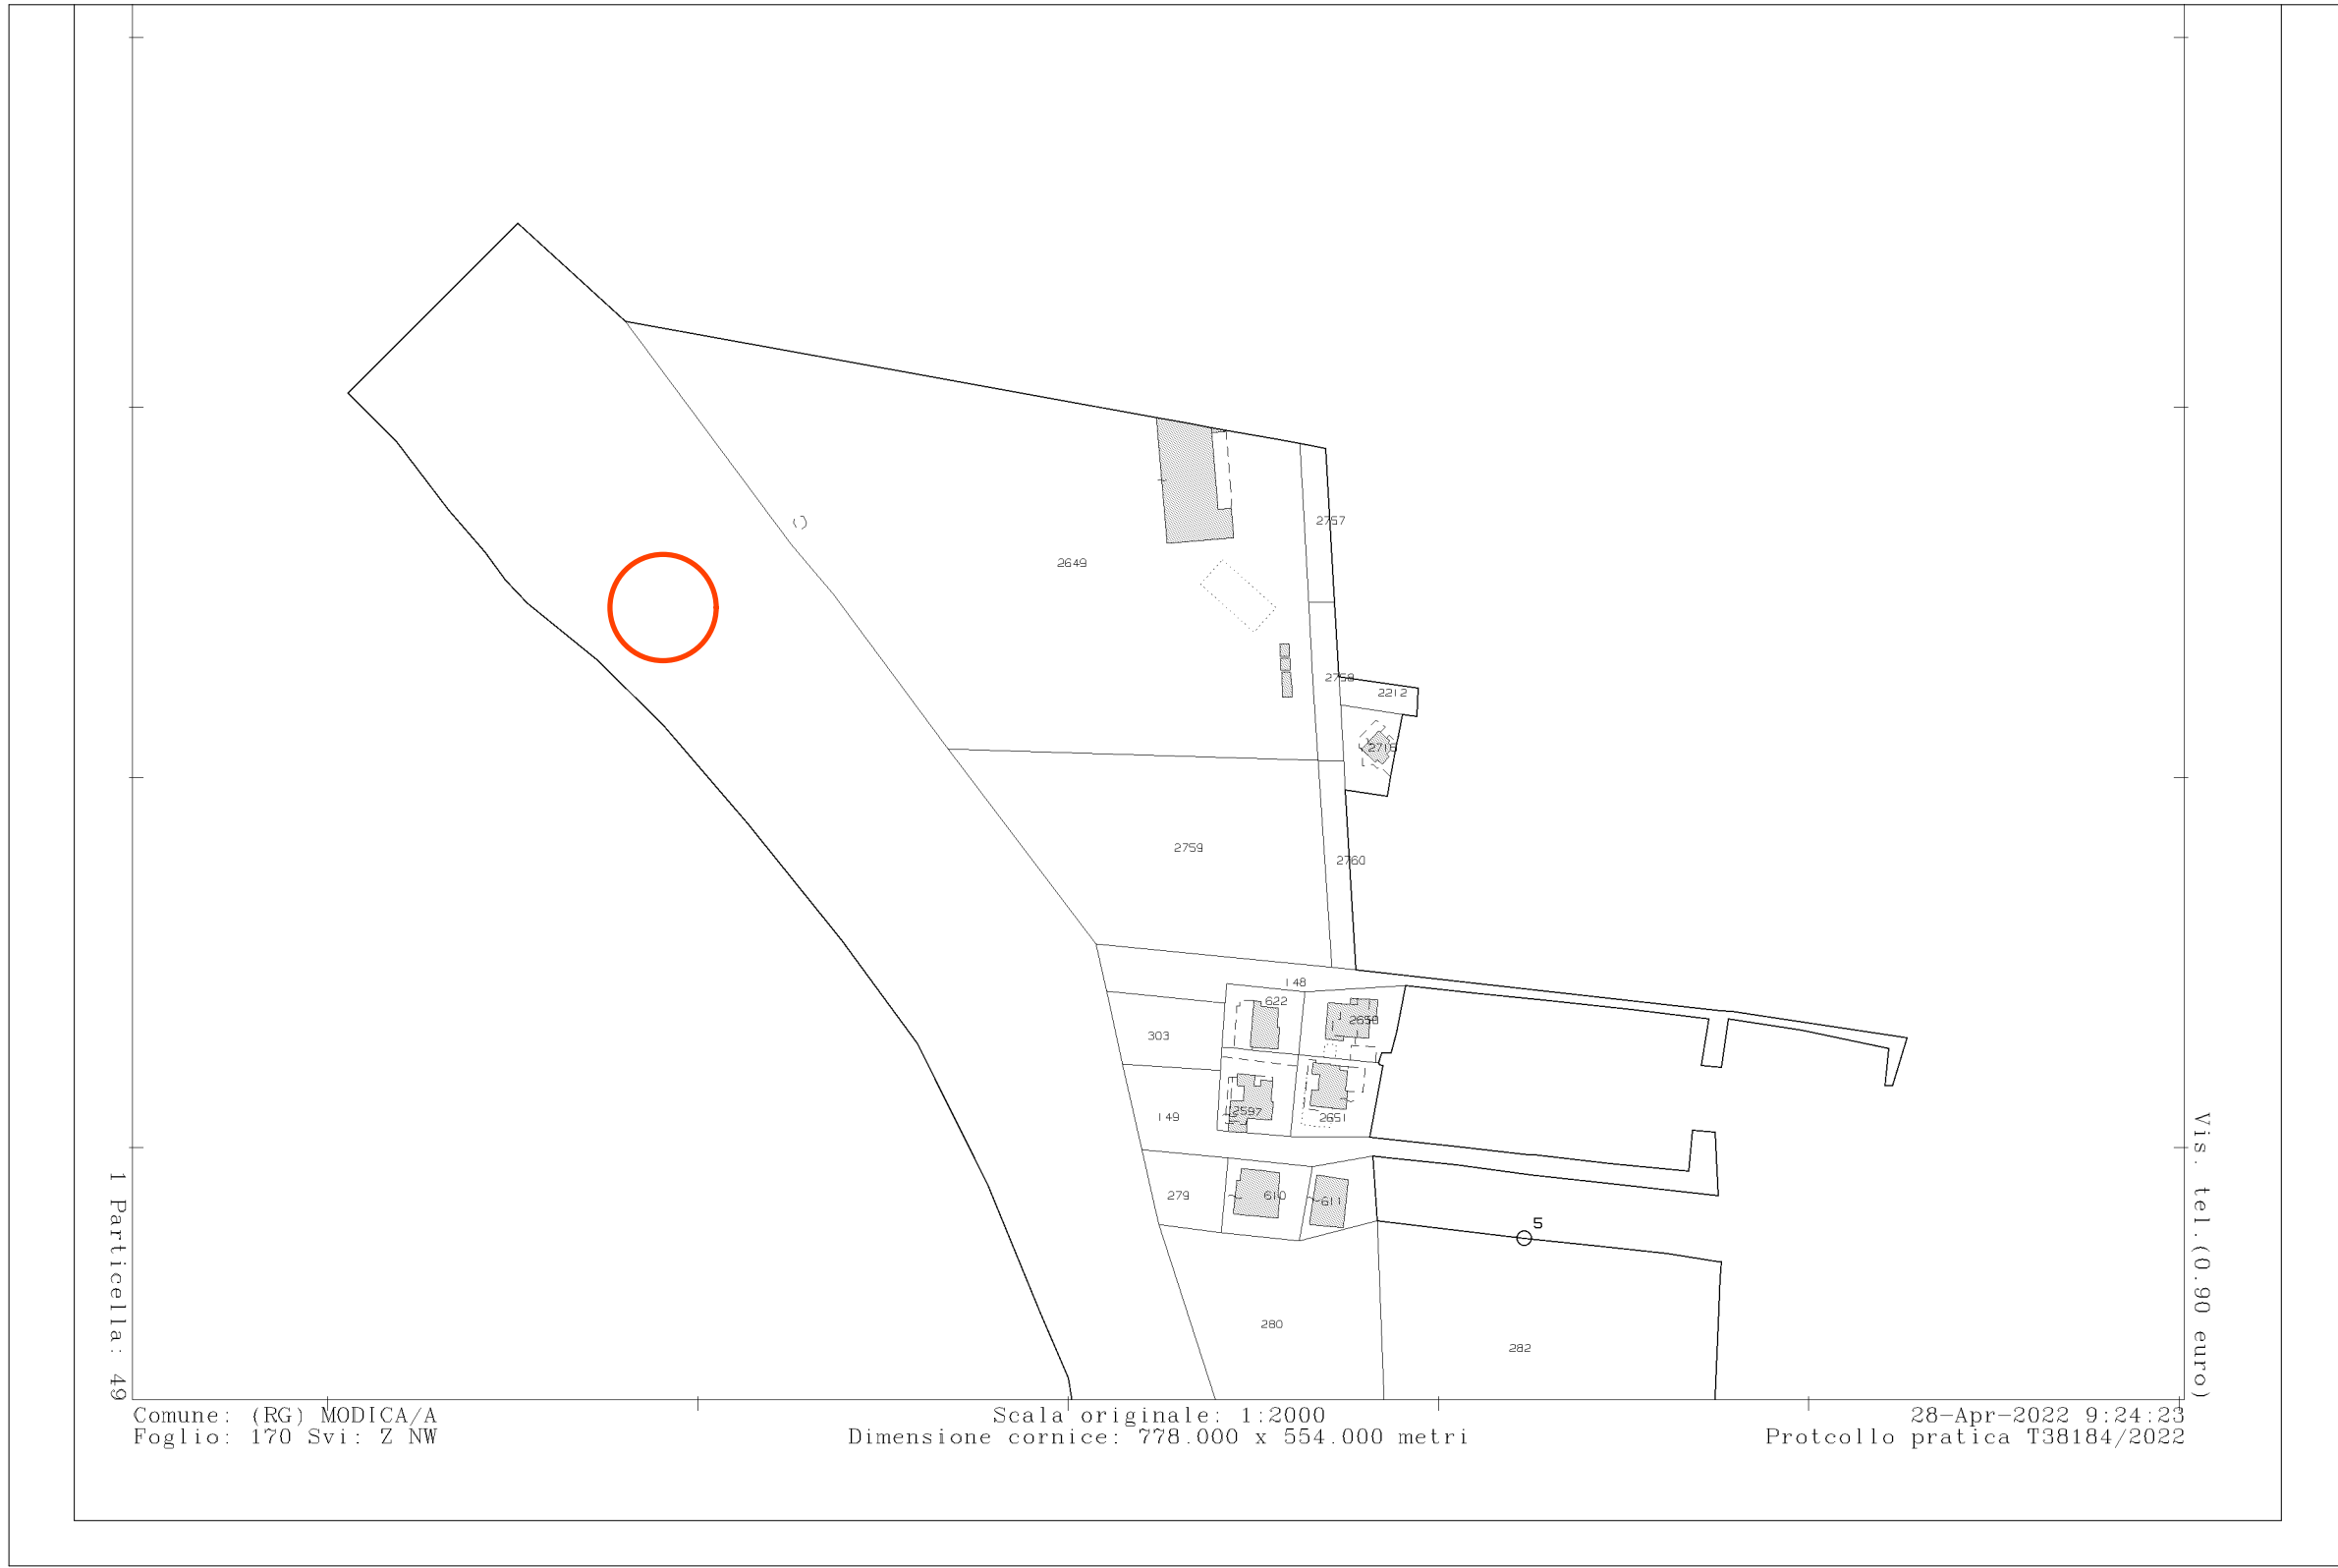 2757
2649
2758
2212
2718
2759
2760
148
622
2650
303
149
2597
2651
279
610
611
5
280
282
1 Particella: 49
Vis. tel.(0.90 euro)
Comune: (RG) MODICA/A
Foglio: 170 Svi: Z NW
Scala originale: 1:2000
Dimensione cornice: 778.000 x 554.000 metri
28-Apr-2022 9:24:23
Protcollo pratica T38184/2022